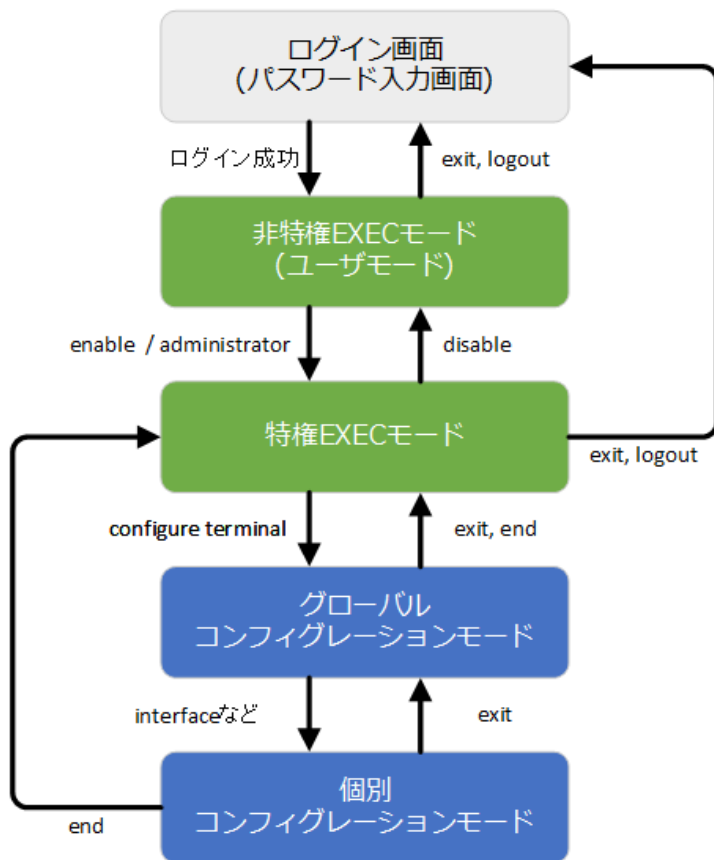 ログイン画面
(パスワード入力画面)
ログイン成功
exit, logout
非特権EXECモード
(ユーザモード)
enable / administrator
disable
特権EXECモード
exit, logout
configure terminal
exit, end
グローバル
コンフィグレーションモード
interfaceなど
exit
個別
コンフィグレーションモード
end